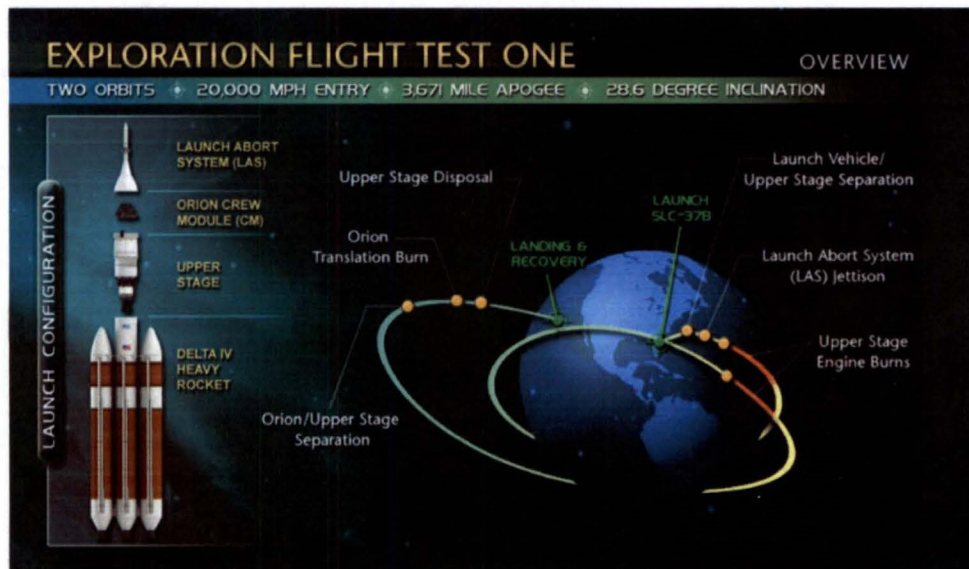 EXPLORATION FLIGHT TEST ONE
OVERVIEW
TWO ORBITS 20,000 MPH ENTRY 3,671 MILE APOGEE 28.6 DEGREE INCLINATION
LAUNCH CONFIGURATION
LAUNCH ABORT
SYSTEM (LAS)
ORION CREW
MODULE (CM)
UPPER
STAGE
DELTA IV
HEAVY
ROCKET
Upper Stage Disposal
Orion
Translation Burn
LANDING &
RECOVERY
LAUNCH
SLC-37B
Launch Vehicle/
Upper Stage Separation
Launch Abort System
(LAS) Jettison
Upper Stage
Engine Burns
Orion/Upper Stage
Separation